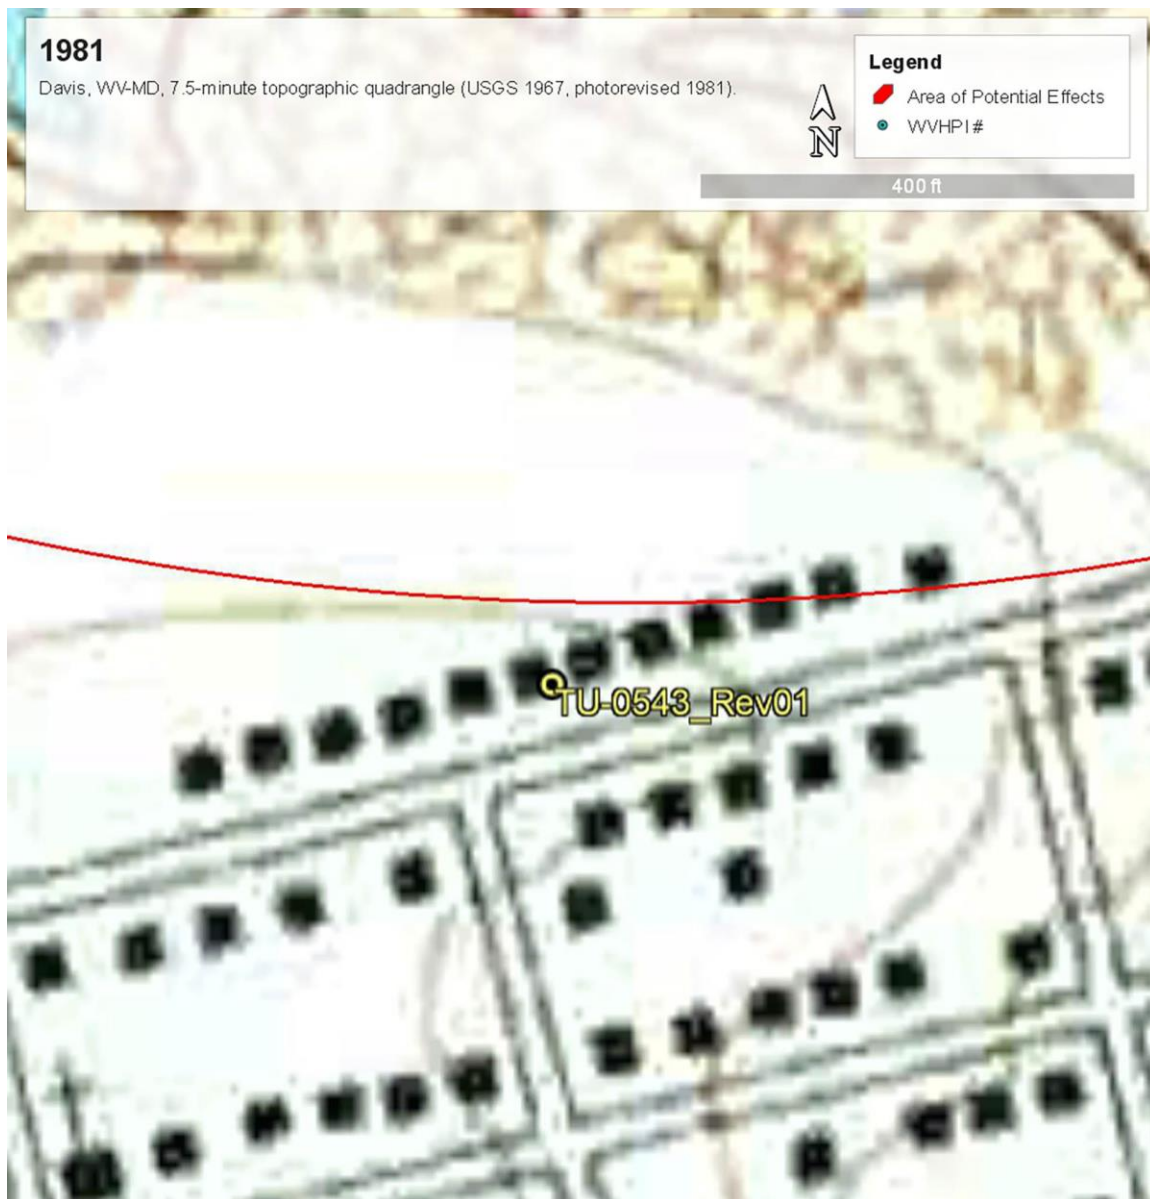 1981
Davis, WV-MD, 7.5-minute topographic quadrangle (USGS 1967, photorevised 1981).
N
Legend
Area of Potential Effects
WVHPI #
400 ft
TU-0543_Rev01